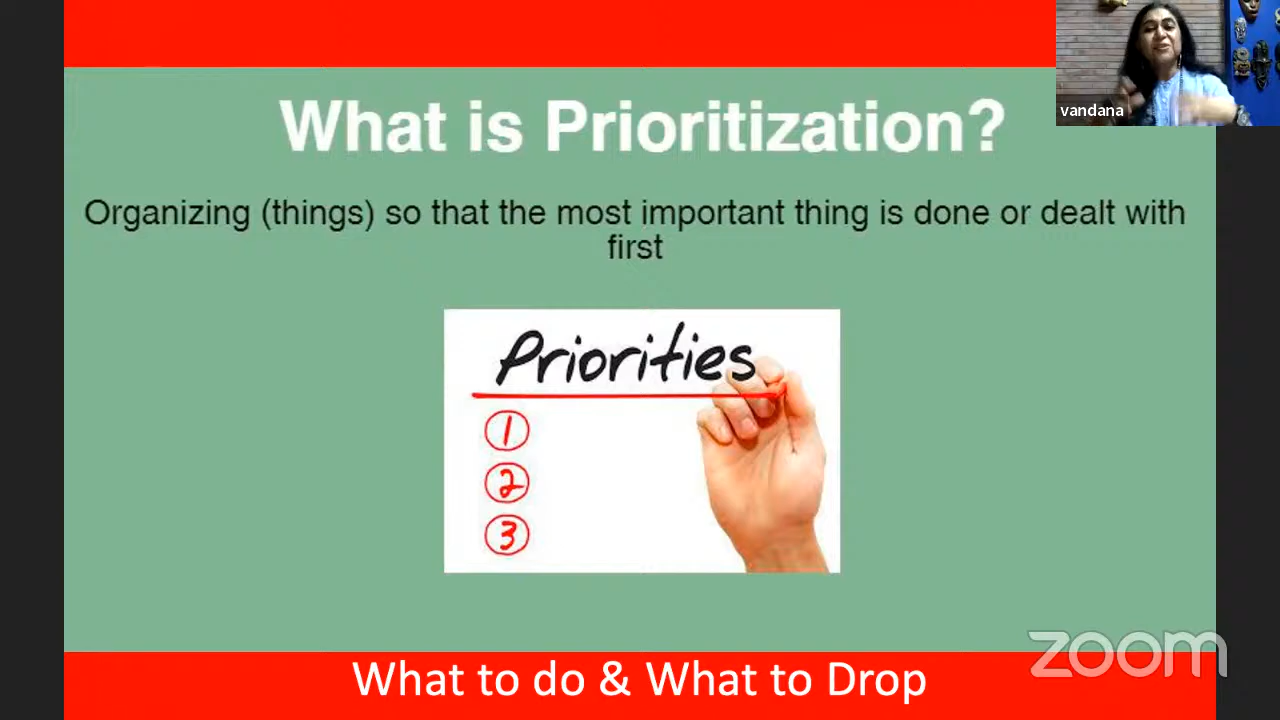 What is Prioritization?
vandana
Organizing (things) so that the most important thing is done or dealt with
first
Priorities
1
2
3
zoom
What to do & What to Drop